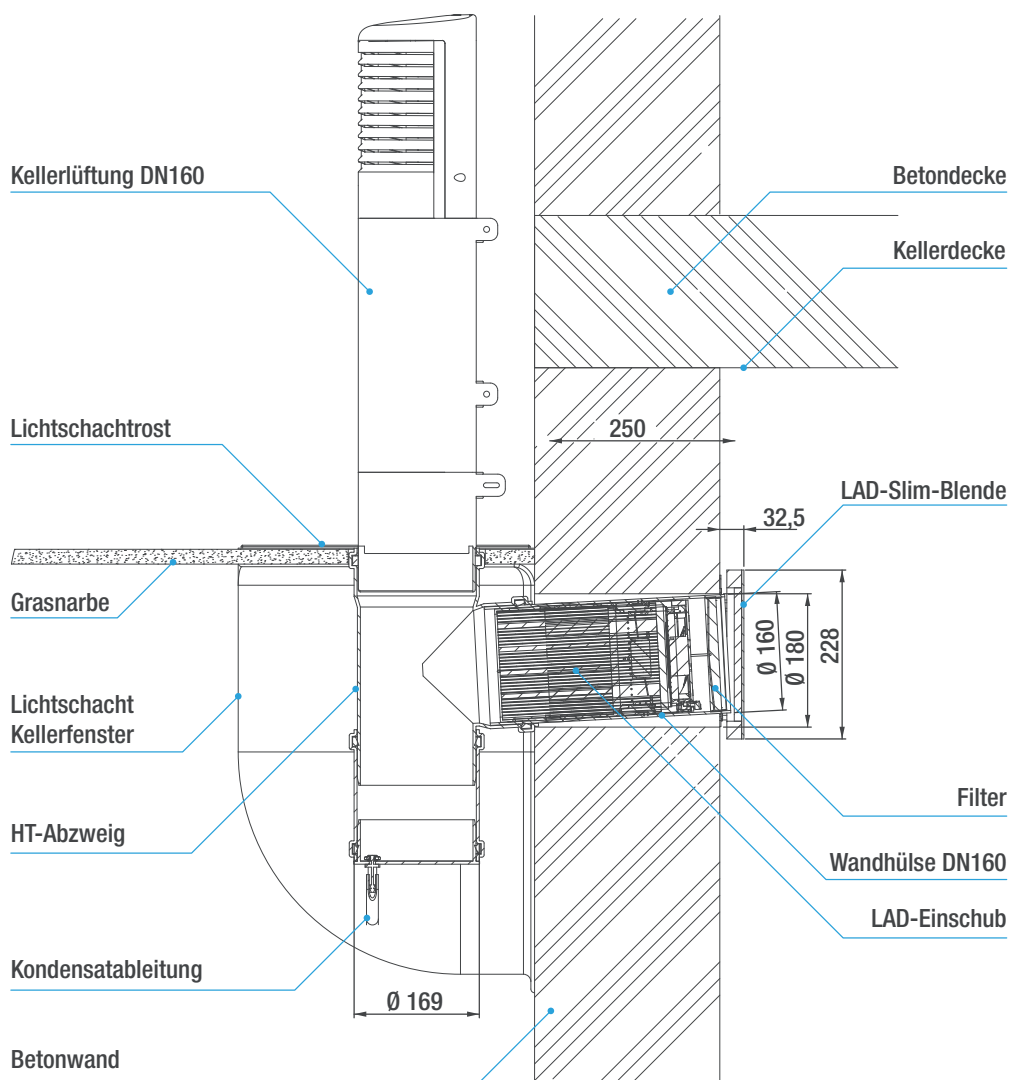 Kellerlüftung DN160
Betondecke
Kellerdecke
Lichtschachtrost
250
LAD-Slim-Blende
32,5
Grasnarbe
Ø 160
Ø 180
228
Lichtschacht
Kellerfenster
Filter
HT-Abzweig
Wandhülse DN160
LAD-Einschub
Kondensatableitung
Ø 169
Betonwand